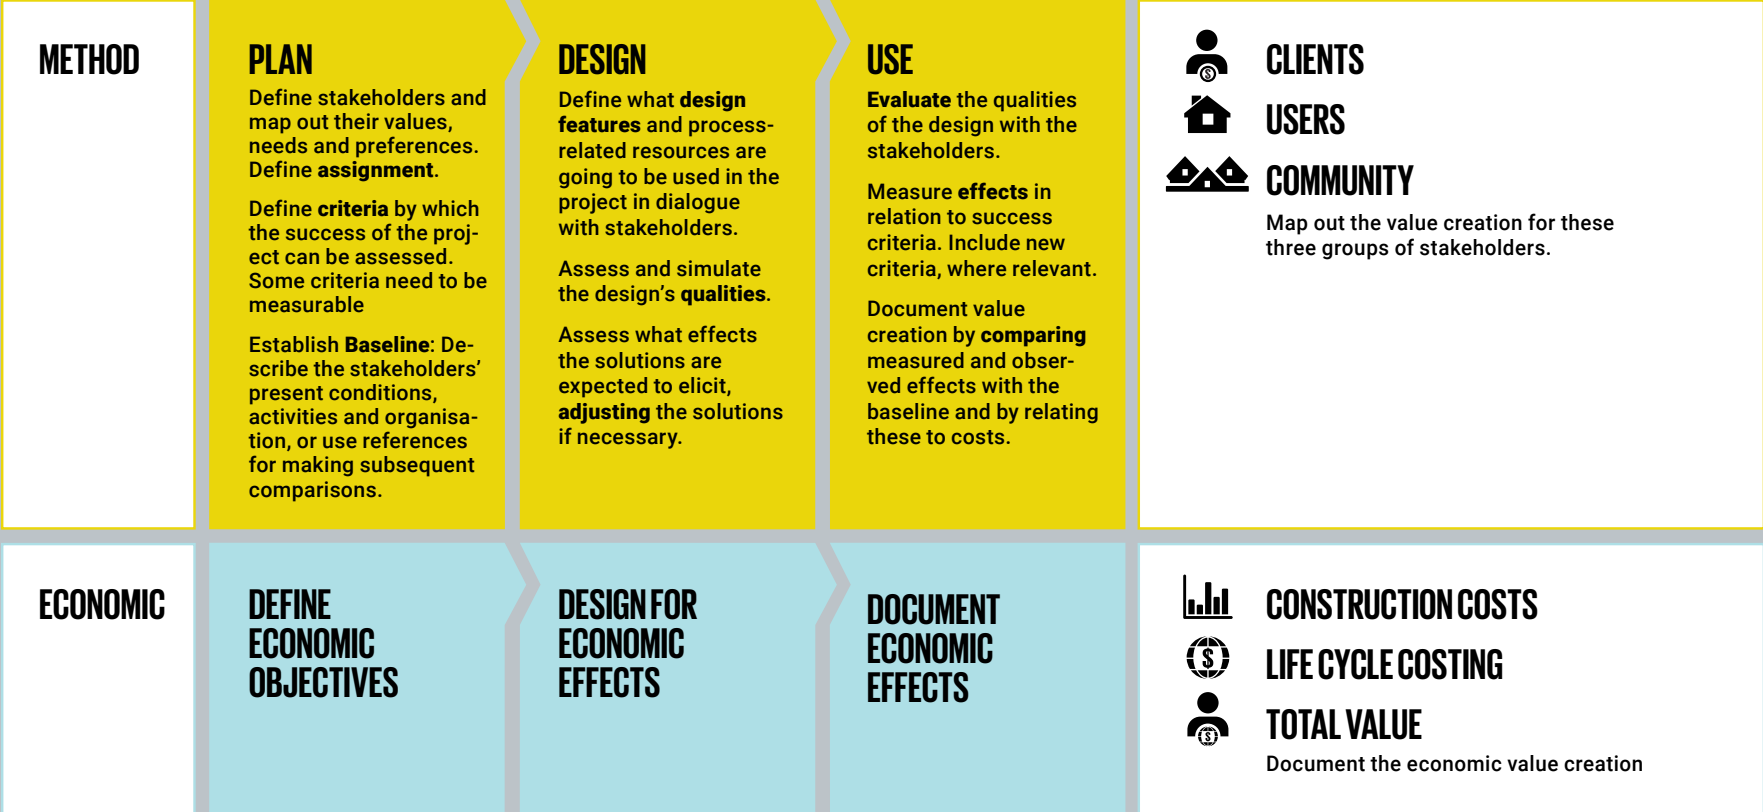 METHOD
PLAN
Define stakeholders and
map out their values,
needs and preferences.
Define assignment.
Define criteria by which
the success of the proj-
ect can be assessed.
Some criteria need to be
measurable
Establish Baseline: De-
scribe the stakeholders’
present conditions,
activities and organisa-
tion, or use references
for making subsequent
comparisons.
DESIGN
Define what design
features and process-
related resources are
going to be used in the
project in dialogue
with stakeholders.
Assess and simulate
the design’s qualities.
Assess what effects
the solutions are
expected to elicit,
adjusting the solutions
if necessary.
USE
Evaluate the qualities
of the design with the
stakeholders.
Measure effects in
relation to success
criteria. Include new
criteria, where relevant.
Document value
creation by comparing
measured and obser-
ved effects with the
baseline and by relating
these to costs.
$
CLIENTS
USERS
COMMUNITY
Map out the value creation for these
three groups of stakeholders.
ECONOMIC
DEFINE
ECONOMIC
OBJECTIVES
DESIGN FOR
ECONOMIC
EFFECTS
DOCUMENT
ECONOMIC
EFFECTS
CONSTRUCTION COSTS
$
LIFE CYCLE COSTING
$
TOTAL VALUE
Document the economic value creation